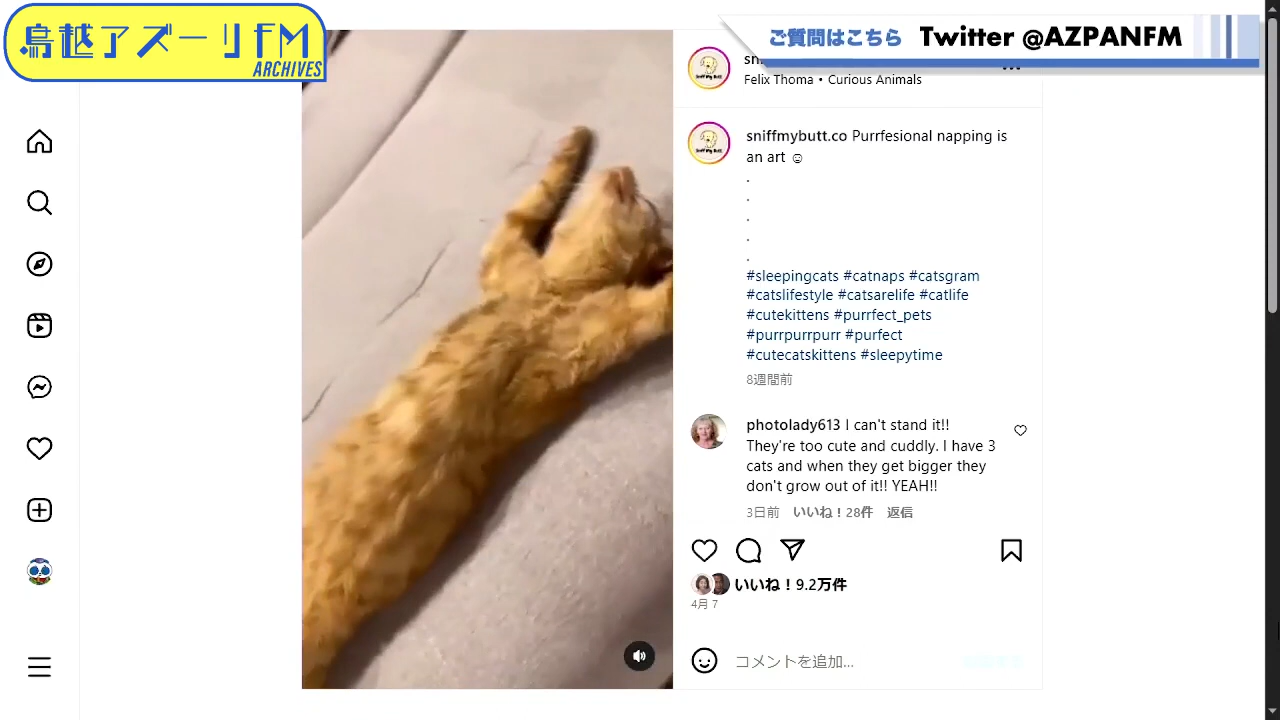 鳥越アズーリFM
ARCHIVES
ご質問はこちら Twitter @AZPANFM
Felix Thoma • Curious Animals
sniffmybutt.co Purrfesional napping is
an art ☺
.
.
.
.
.
#sleepingcats #catnaps #catsgram
#catslifestyle #catsarelife #catlife
#cutekittens #purrfect_pets
#purrpurrpurr #purfect
#cutecatskittens #sleepytime
8週間前
photolady613 I can't stand it!!
They're too cute and cuddly. I have 3
cats and when they get bigger they
don't grow out of it!! YEAH!!
3日前 いいね！28件 返信
いいね！9.2万件
4月 7
コメントを追加...